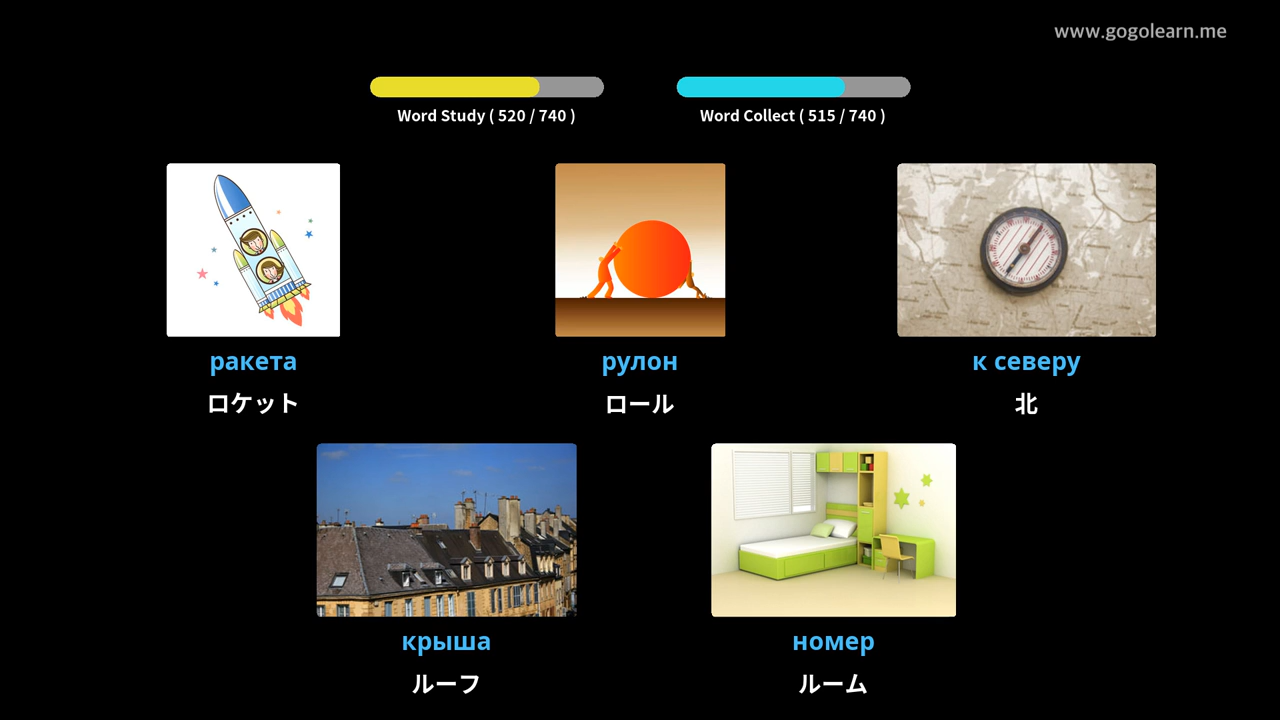 www.gogolearn.me
Word Study ( 520 / 740 )
Word Collect ( 515 / 740 )
ракета
ロケット
рулон
ロール
к северу
北
крыша
ルーフ
номер
ルーム